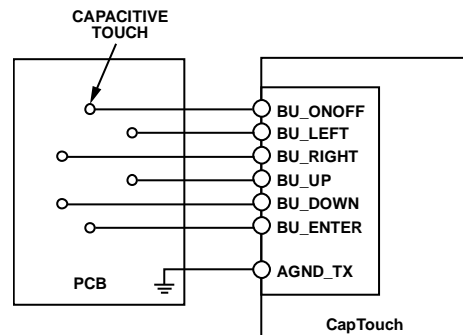 CAPACITIVE
TOUCH
BU_ONOFF
BU_LEFT
BU_RIGHT
BU_UP
BU_DOWN
BU_ENTER
AGND_TX
PCB
CapTouch